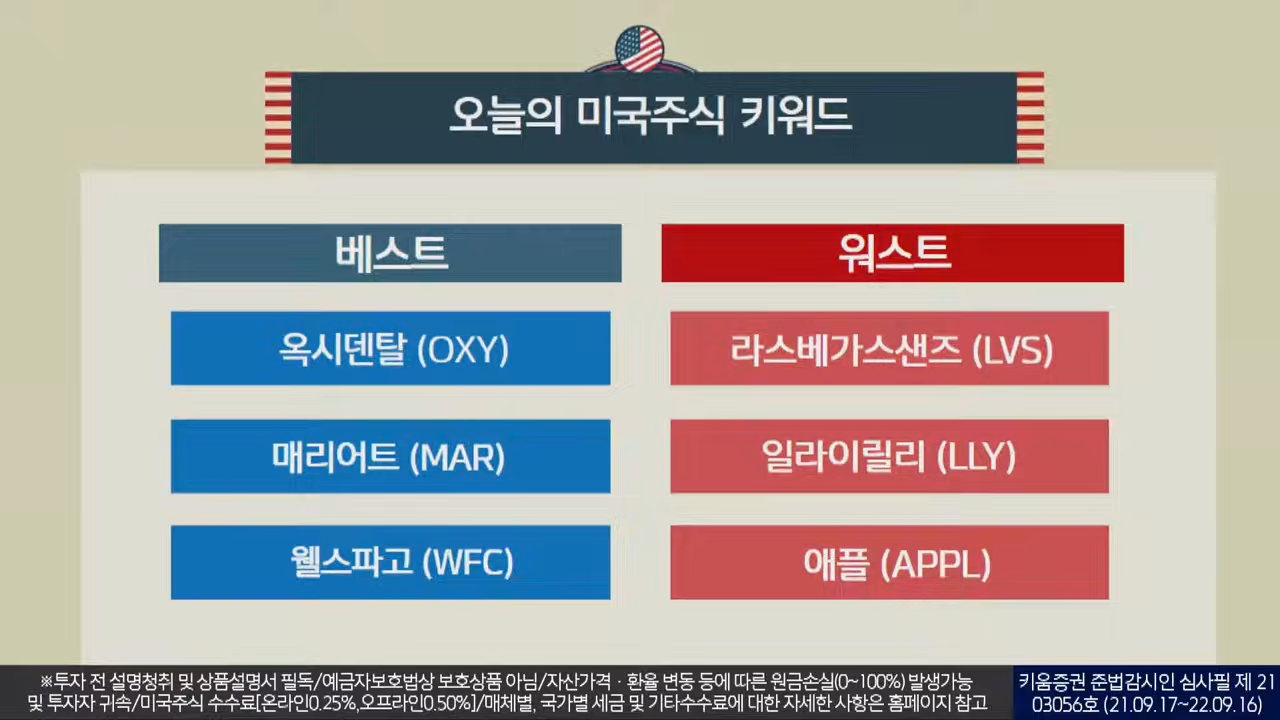 오늘의 미국주식 키워드
베스트
워스트
옥시덴탈 (OXY)
라스베가스샌즈 (LVS)
매리어트 (MAR)
일라이릴리 (LLY)
웰스파고 (WFC)
애플 (APPL)
※투자 전 설명청취 및 상품설명서 필독/예금자보호법상 보호상품 아님/자산가격 · 환율 변동 등에 따른 원금손실(0~100%) 발생가능
및 투자자 귀속/미국주식 수수료[온라인0.25%,오프라인0.50%]/매체별, 국가별 세금 및 기타수수료에 대한 자세한 사항은 홈페이지 참고
키움증권 준법감시인 심사필 제 21
03056호 (21.09.17~22.09.16)